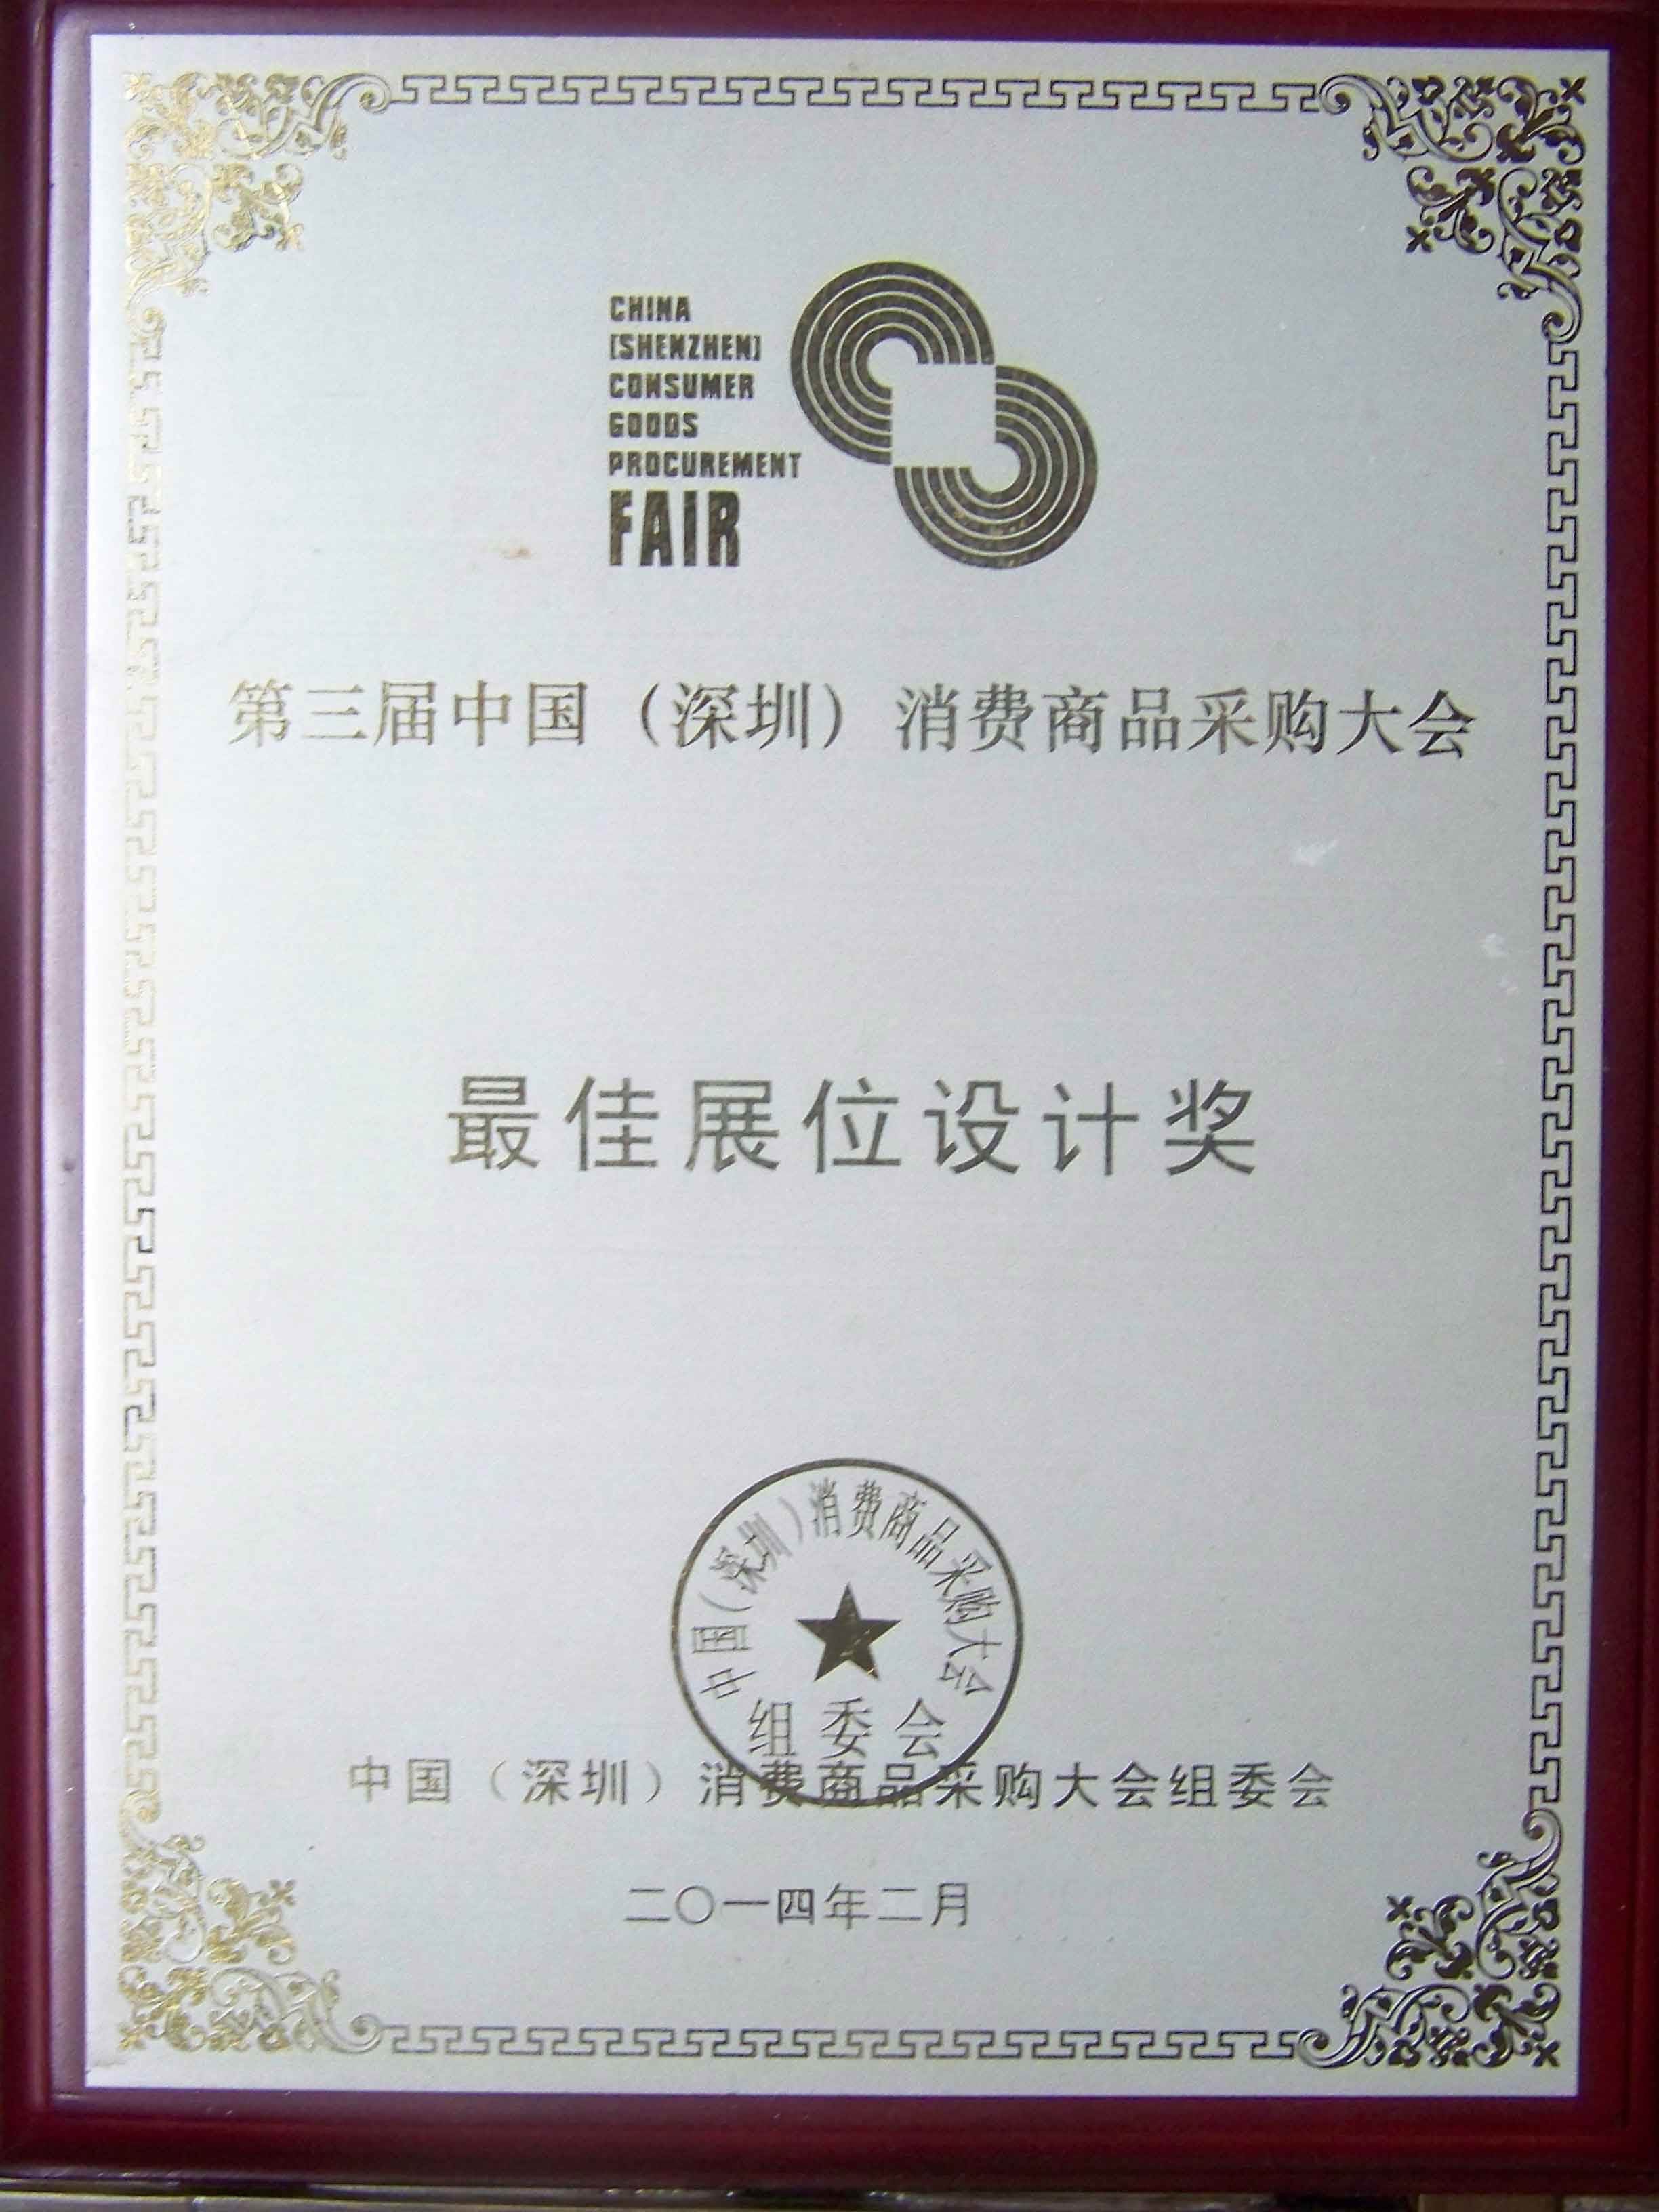 CHINA
[SHENZHEN]
CONSUMER
GOODS
PROCUREMENT
FAIR
第三届中国（深圳）消费商品采购大会
最佳展位设计奖
中国（深圳）消费商品采购大会
组委会
中国（深圳）消费商品采购大会组委会
二〇一四年二月